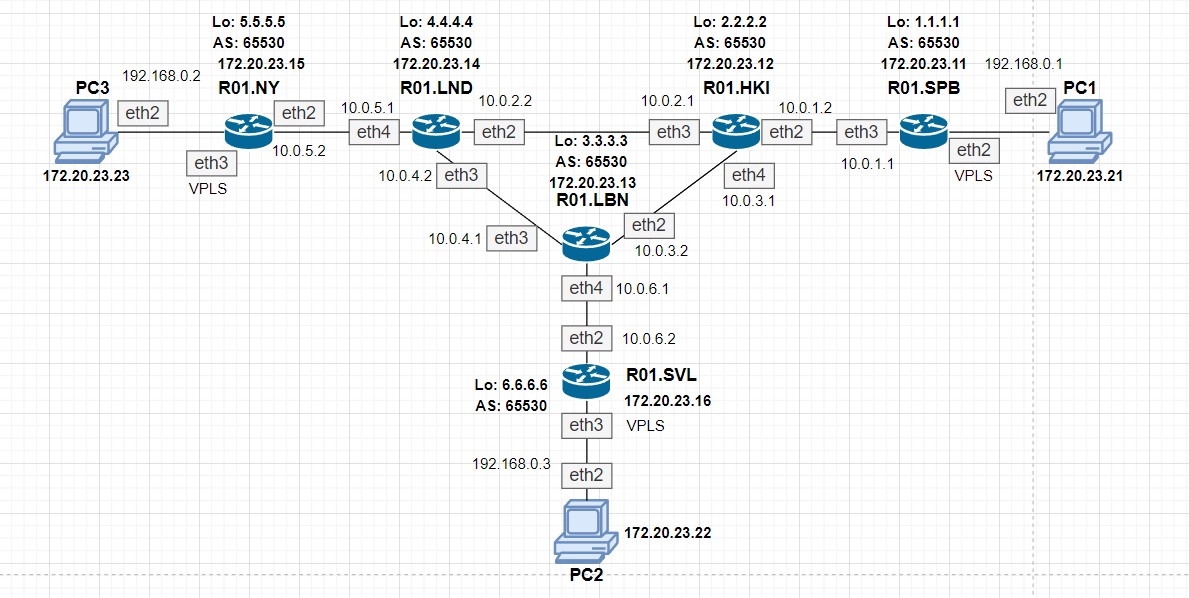 Lo: 5.5.5.5
AS: 65530
172.20.23.15
R01.NY
Lo: 4.4.4.4
AS: 65530
172.20.23.14
R01.LND
Lo: 2.2.2.2
AS: 65530
172.20.23.12
R01.HKI
Lo: 1.1.1.1
AS: 65530
172.20.23.11
R01.SPB
192.168.0.2
PC3
eth2
172.20.23.23
eth2
eth3
10.0.5.2
VPLS
10.0.5.1
eth4
10.0.2.2
eth2
10.0.4.2
eth3
10.0.2.1
eth3
10.0.1.2
eth2
eth4
10.0.3.1
eth3
10.0.1.1
eth2
VPLS
192.168.0.1
eth2
PC1
172.20.23.21
Lo: 3.3.3.3
AS: 65530
172.20.23.13
R01.LBN
10.0.4.1
eth3
eth2
10.0.3.2
eth4
10.0.6.1
eth2
10.0.6.2
Lo: 6.6.6.6
AS: 65530
R01.SVL
172.20.23.16
eth3
VPLS
192.168.0.3
eth2
172.20.23.22
PC2